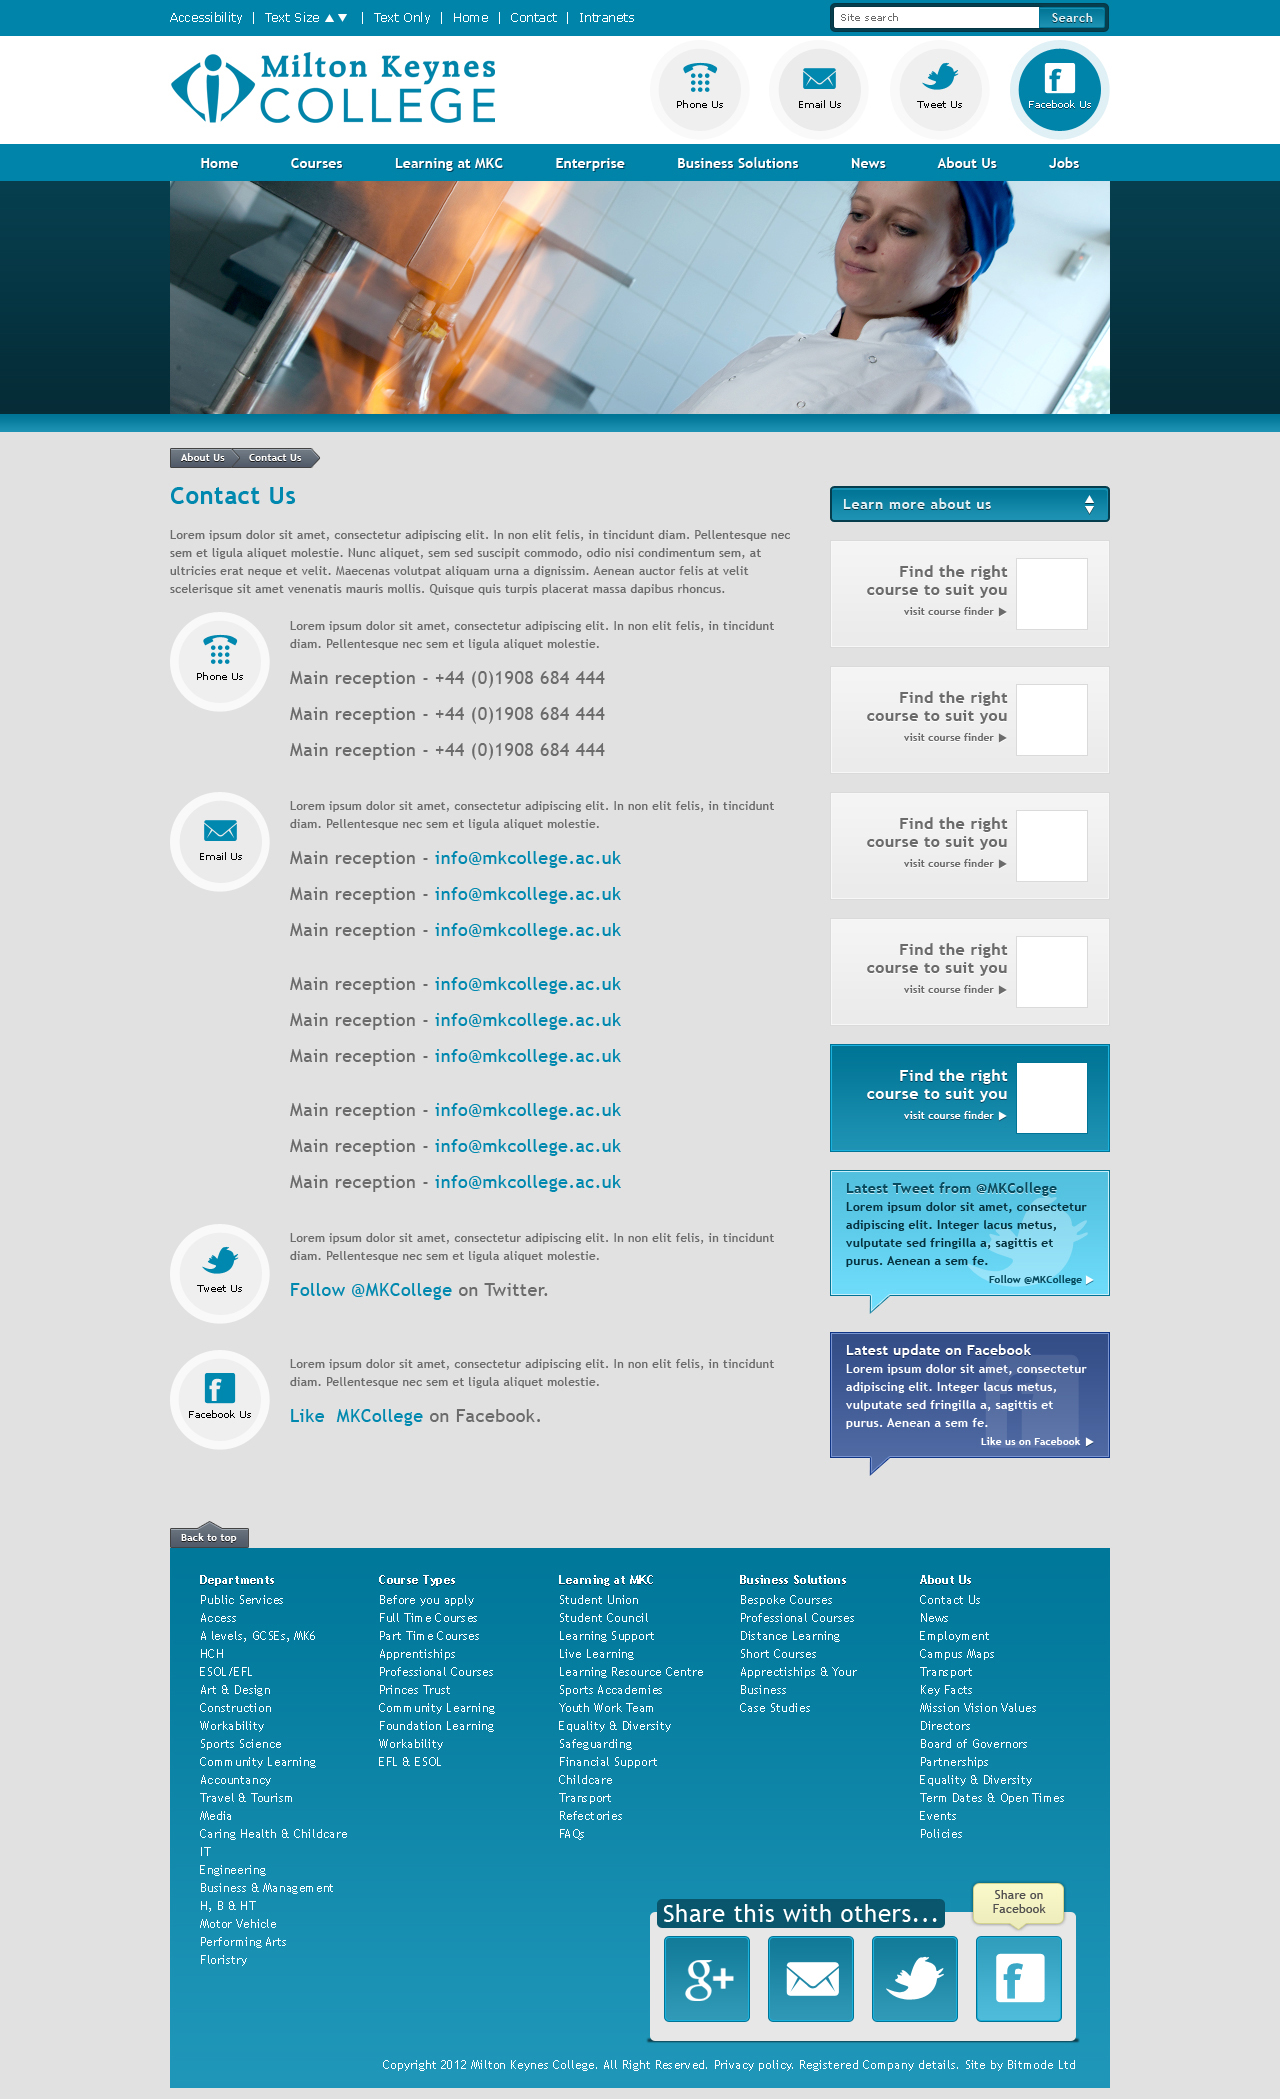 Accessibility | Text Size ▲▼ | Text Only | Home | Contact | Intranets
Site search
Search
Milton Keynes
COLLEGE
Phone Us
Email Us
Tweet Us
Facebook Us
Home
Courses
Learning at MKC
Enterprise
Business Solutions
News
About Us
Jobs
About Us
Contact Us
Contact Us
Lorem ipsum dolor sit amet, consectetur adipiscing elit. In non elit felis, in tincidunt diam. Pellentesque nec
sem et ligula aliquet molestie. Nunc aliquet, sem sed suscipit commodo, odio nisi condimentum sem, at
ultricies erat neque et velit. Maecenas volutpat aliquam urna a dignissim. Aenean auctor felis at velit
scelerisque sit amet venenatis mauris mollis. Quisque quis turpis placerat massa dapibus rhoncus.
Phone Us
Lorem ipsum dolor sit amet, consectetur adipiscing elit. In non elit felis, in tincidunt
diam. Pellentesque nec sem et ligula aliquet molestie.
Main reception - +44 (0)1908 684 444
Main reception - +44 (0)1908 684 444
Main reception - +44 (0)1908 684 444
Email Us
Lorem ipsum dolor sit amet, consectetur adipiscing elit. In non elit felis, in tincidunt
diam. Pellentesque nec sem et ligula aliquet molestie.
Main reception - info@mkcollege.ac.uk
Main reception - info@mkcollege.ac.uk
Main reception - info@mkcollege.ac.uk
Main reception - info@mkcollege.ac.uk
Main reception - info@mkcollege.ac.uk
Main reception - info@mkcollege.ac.uk
Main reception - info@mkcollege.ac.uk
Main reception - info@mkcollege.ac.uk
Main reception - info@mkcollege.ac.uk
Tweet Us
Lorem ipsum dolor sit amet, consectetur adipiscing elit. In non elit felis, in tincidunt
diam. Pellentesque nec sem et ligula aliquet molestie.
Follow @MKCollege on Twitter.
Facebook Us
Lorem ipsum dolor sit amet, consectetur adipiscing elit. In non elit felis, in tincidunt
diam. Pellentesque nec sem et ligula aliquet molestie.
Like MKCollege on Facebook.
Learn more about us
Find the right
course to suit you
visit course finder ▶
Find the right
course to suit you
visit course finder ▶
Find the right
course to suit you
visit course finder ▶
Find the right
course to suit you
visit course finder ▶
Find the right
course to suit you
visit course finder ▶
Latest Tweet from @MKCollege
Lorem ipsum dolor sit amet, consectetur
adipiscing elit. Integer lacus metus,
vulputate sed fringilla a, sagittis et
purus. Aenean a sem fe.
Follow @MKCollege ▶
Latest update on Facebook
Lorem ipsum dolor sit amet, consectetur
adipiscing elit. Integer lacus metus,
vulputate sed fringilla a, sagittis et
purus. Aenean a sem fe.
Like us on Facebook ▶
Back to top
Departments
Public Services
Access
A levels, GCSEs, MK6
HCH
ESOL/EFL
Art & Design
Construction
Workability
Sports Science
Community Learning
Accountancy
Travel & Tourism
Media
Caring Health & Childcare
IT
Engineering
Business & Management
H, B & HT
Motor Vehicle
Performing Arts
Floristry
Course Types
Before you apply
Full Time Courses
Part Time Courses
Apprentiships
Professional Courses
Princes Trust
Community Learning
Foundation Learning
Workability
EFL & ESOL
Learning at MKC
Student Union
Student Council
Learning Support
Live Learning
Learning Resource Centre
Sports Accademies
Youth Work Team
Equality & Diversity
Safeguarding
Financial Support
Childcare
Transport
Refectories
FAQs
Business Solutions
Bespoke Courses
Professional Courses
Distance Learning
Short Courses
Apprectiships & Your
Business
Case Studies
About Us
Contact Us
News
Employment
Campus Maps
Transport
Key Facts
Mission Vision Values
Directors
Board of Governors
Partnerships
Equality & Diversity
Term Dates & Open Times
Events
Policies
Share on
Facebook
Share this with others...
g+
Copyright 2012 Milton Keynes College. All Right Reserved. Privacy policy. Registered Company details. Site by Bitmode Ltd